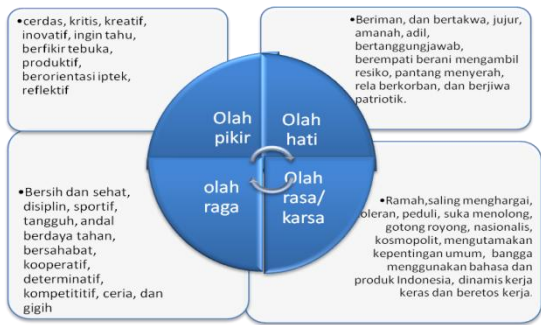 •cerdas, kritis, kreatif,
inovatif, ingin tahu,
berfikir tebuka,
produktif,
berorientasi iptek,
reflektif
•Beriman, dan bertakwa, jujur,
amanah, adil,
bertanggungjawab,
berempati berani mengambil
resiko, pantang menyerah,
rela berkorban, dan berjiwa
patriotik.
Olah
pikir
Olah
hati
olah
raga
Olah
rasa/
karsa
•Bersih dan sehat,
disiplin, sportif,
tangguh, andal
berdaya tahan,
bersahabat,
kooperatif,
determinatif,
kompetititif, ceria, dan
gigih
•Ramah,saling menghargai,
oleran, peduli, suka menolong,
gotong royong, nasionalis,
kosmopolit, mengutamakan
kepentingan umum, bangga
menggunakan bahasa dan
produk Indonesia, dinamis kerja
keras dan beretos kerja.